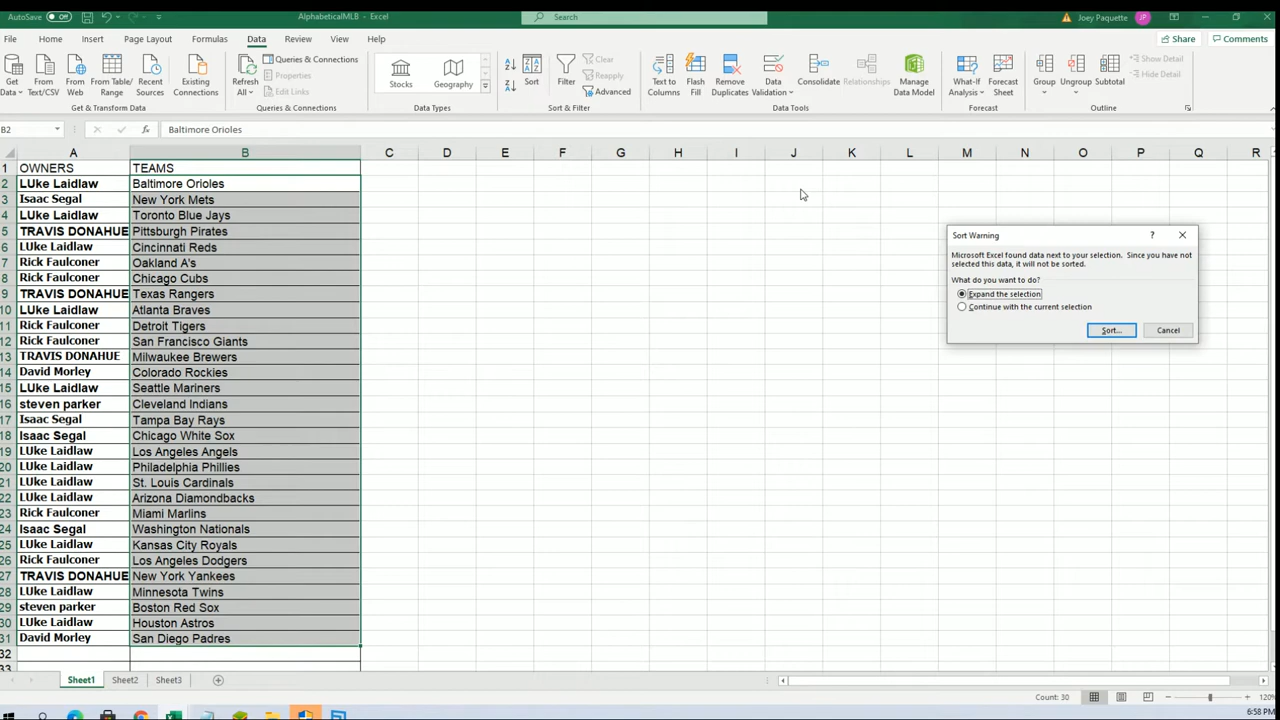 AutoSave Off AlphabeticalMLB - Excel Search Joey Paquette JP
File Home Insert Page Layout Formulas Data Review View Help Share Comments
Get Data From Text/CSV From Web From Table/Range Recent Sources Existing Connections
Get & Transform Data
Refresh All Queries & Connections Properties Edit Links
Queries & Connections
Stocks Geography
Data Types
Sort Filter Clear Reapply Advanced
Sort & Filter
Text to Columns Flash Fill Remove Duplicates Data Validation Consolidate Relationships Manage Data Model
Data Tools
What-If Analysis Forecast Sheet
Forecast
Group Ungroup Subtotal Show Detail Hide Detail
Outline
B2 fx Baltimore Orioles
A B C D E F G H I J K L M N O P Q R
1 OWNERS TEAMS
2 LUke Laidlaw Baltimore Orioles
3 Isaac Segal New York Mets
4 LUke Laidlaw Toronto Blue Jays
5 TRAVIS DONAHUE Pittsburgh Pirates
6 LUke Laidlaw Cincinnati Reds
7 Rick Faulconer Oakland A's
8 Rick Faulconer Chicago Cubs
9 TRAVIS DONAHUE Texas Rangers
10 LUke Laidlaw Atlanta Braves
11 Rick Faulconer Detroit Tigers
12 Rick Faulconer San Francisco Giants
13 TRAVIS DONAHUE Milwaukee Brewers
14 David Morley Colorado Rockies
15 LUke Laidlaw Seattle Mariners
16 steven parker Cleveland Indians
17 Isaac Segal Tampa Bay Rays
18 Isaac Segal Chicago White Sox
19 LUke Laidlaw Los Angeles Angels
20 LUke Laidlaw Philadelphia Phillies
21 LUke Laidlaw St. Louis Cardinals
22 LUke Laidlaw Arizona Diamondbacks
23 Rick Faulconer Miami Marlins
24 Isaac Segal Washington Nationals
25 LUke Laidlaw Kansas City Royals
26 Rick Faulconer Los Angeles Dodgers
27 TRAVIS DONAHUE New York Yankees
28 LUke Laidlaw Minnesota Twins
29 steven parker Boston Red Sox
30 LUke Laidlaw Houston Astros
31 David Morley San Diego Padres
32
33
Sort Warning ?
Microsoft Excel found data next to your selection. Since you have not
selected this data, it will not be sorted.
What do you want to do?
Expand the selection
Continue with the current selection
Sort... Cancel
Sheet1 Sheet2 Sheet3
Count: 30 120%
6:58 PM